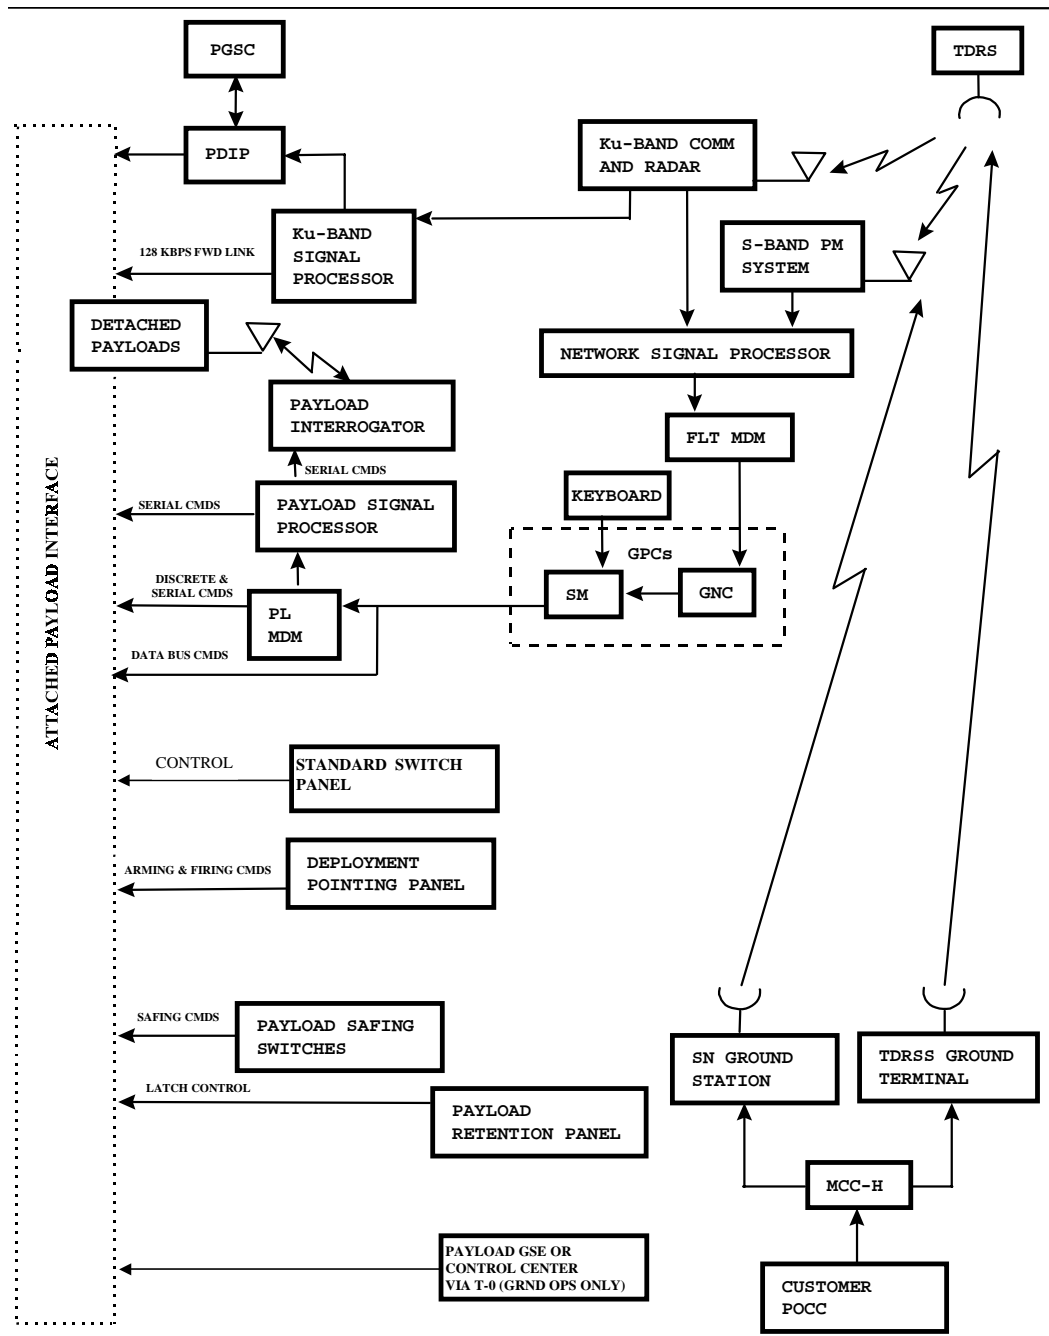 PGSC
TDRS
PDIP
Ku-BAND COMM
AND RADAR
Ku-BAND
SIGNAL
PROCESSOR
128 KBPS FWD LINK
S-BAND PM
SYSTEM
DETACHED
PAYLOADS
NETWORK SIGNAL PROCESSOR
PAYLOAD
INTERROGATOR
FLT MDM
SERIAL CMDS
KEYBOARD
SERIAL CMDS
PAYLOAD SIGNAL
PROCESSOR
GPCs
SM
GNC
DISCRETE &
SERIAL CMDS
PL
MDM
DATA BUS CMDS
ATTACHED PAYLOAD INTERFACE
CONTROL
STANDARD SWITCH
PANEL
ARMING & FIRING CMDS
DEPLOYMENT
POINTING PANEL
SAFING CMDS
PAYLOAD SAFING
SWITCHES
SN GROUND
STATION
TDRSS GROUND
TERMINAL
LATCH CONTROL
PAYLOAD
RETENTION PANEL
MCC-H
PAYLOAD GSE OR
CONTROL CENTER
VIA T-0 (GRND OPS ONLY)
CUSTOMER
POCC